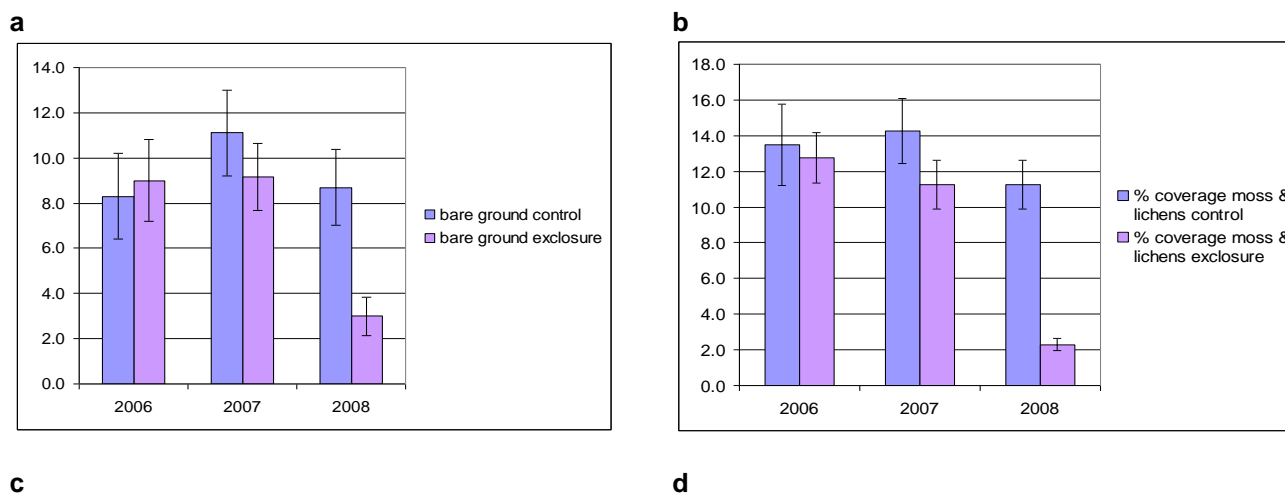 a
14.0
12.0
10.0
8.0
6.0
4.0
2.0
0.0
2006 2007 2008
bare ground control
bare ground exclosure
b
18.0
16.0
14.0
12.0
10.0
8.0
6.0
4.0
2.0
0.0
2006 2007 2008
% coverage moss &
lichens control
% coverage moss &
lichens exclosure
c
d